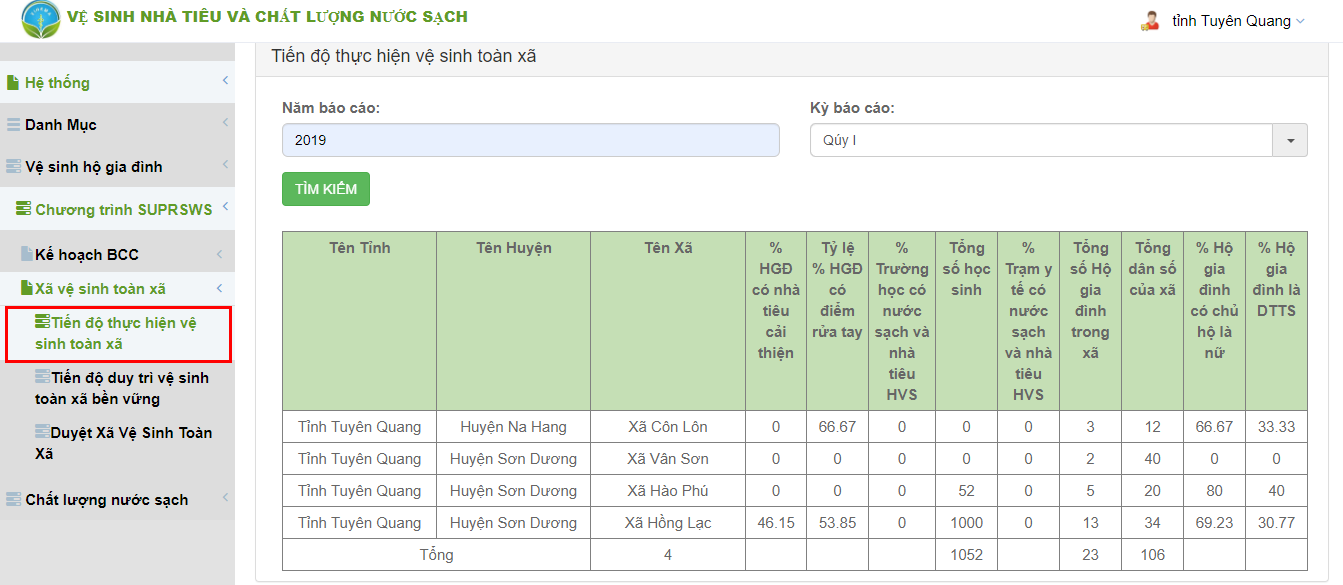 VỆ SINH NHÀ TIÊU VÀ CHẤT LƯỢNG NƯỚC SẠCH
tỉnh Tuyên Quang
Hệ thống
Danh Mục
Vệ sinh hộ gia đình
Chương trình SUPRSWS
Kế hoạch BCC
Xã vệ sinh toàn xã
Tiến độ thực hiện vệ
sinh toàn xã
Tiến độ duy trì vệ sinh
toàn xã bền vững
Duyệt Xã Vệ Sinh Toàn
Xã
Chất lượng nước sạch
Tiến độ thực hiện vệ sinh toàn xã
Năm báo cáo:
2019
Kỳ báo cáo:
Qúy I
TÌM KIẾM
Tên Tỉnh
Tên Huyện
Tên Xã
%
HGĐ
có nhà
tiêu
cải
thiện
Tỷ lệ
% HGĐ
có
điểm
rửa tay
%
Trường
học có
nước
sạch và
nhà
tiêu
HVS
Tổng
số học
sinh
%
Trạm y
tế có
nước
sạch
và nhà
tiêu
HVS
Tổng
số Hộ
gia
đình
trong
xã
Tổng
dân số
của xã
% Hộ
gia
đình
có chủ
hộ là
nữ
% Hộ
gia
đình là
DTTS
Tỉnh Tuyên Quang Huyện Na Hang Xã Côn Lôn 0 66.67 0 0 0 3 12 66.67 33.33
Tỉnh Tuyên Quang Huyện Sơn Dương Xã Vân Sơn 0 0 0 0 0 2 40 0 0
Tỉnh Tuyên Quang Huyện Sơn Dương Xã Hào Phú 0 0 0 52 0 5 20 80 40
Tỉnh Tuyên Quang Huyện Sơn Dương Xã Hồng Lạc 46.15 53.85 0 1000 0 13 34 69.23 30.77
Tổng 4 1052 23 106